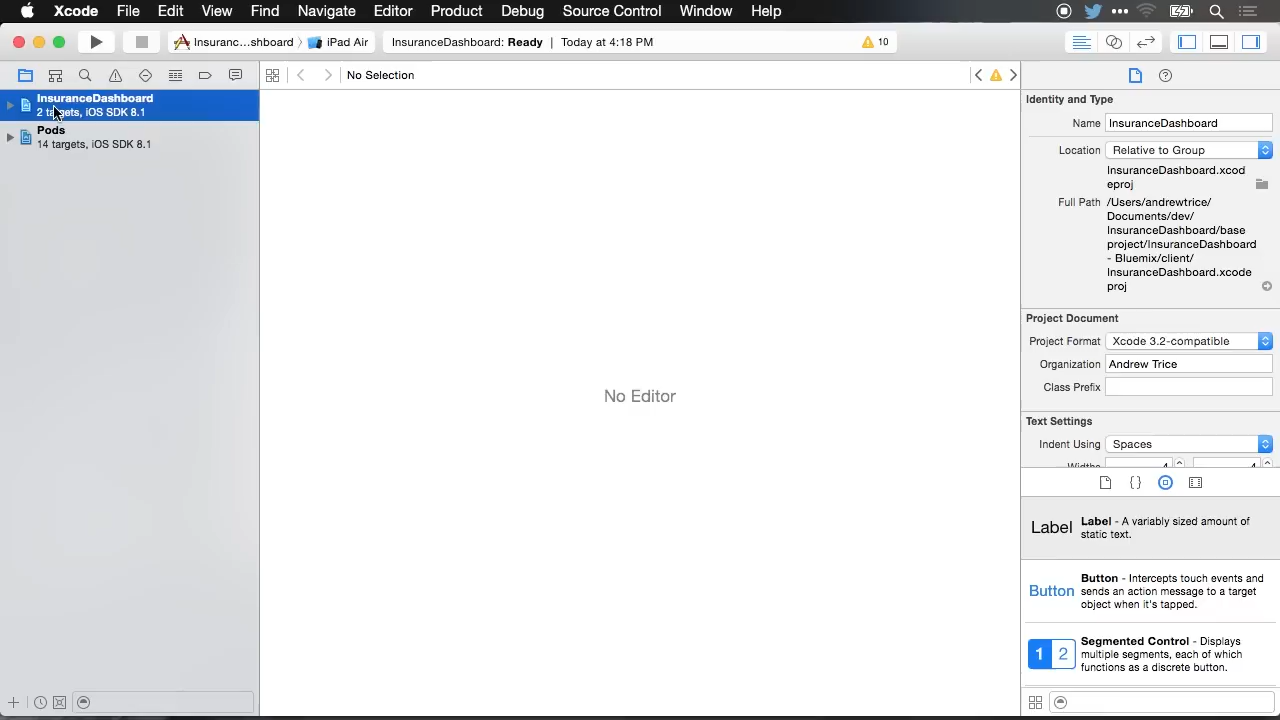 Xcode File Edit View Find Navigate Editor Product Debug Source Control Window Help
Insuranc...shboard 〉 iPad Air
InsuranceDashboard: Ready | Today at 4:18 PM
10
No Selection
InsuranceDashboard
2 targets, iOS SDK 8.1
Pods
14 targets, iOS SDK 8.1
No Editor
Identity and Type
Name InsuranceDashboard
Location Relative to Group
InsuranceDashboard.xcod
eproj
Full Path /Users/andrewtrice/
Documents/dev/
InsuranceDashboard/base
project/InsuranceDashboard
- Bluemix/client/
InsuranceDashboard.xcode
proj
Project Document
Project Format Xcode 3.2-compatible
Organization Andrew Trice
Class Prefix
Text Settings
Indent Using Spaces
Widths 4 4
Label Label - A variably sized amount of
static text.
Button Button - Intercepts touch events and
sends an action message to a target
object when it's tapped.
1 2 Segmented Control - Displays
multiple segments, each of which
functions as a discrete button.